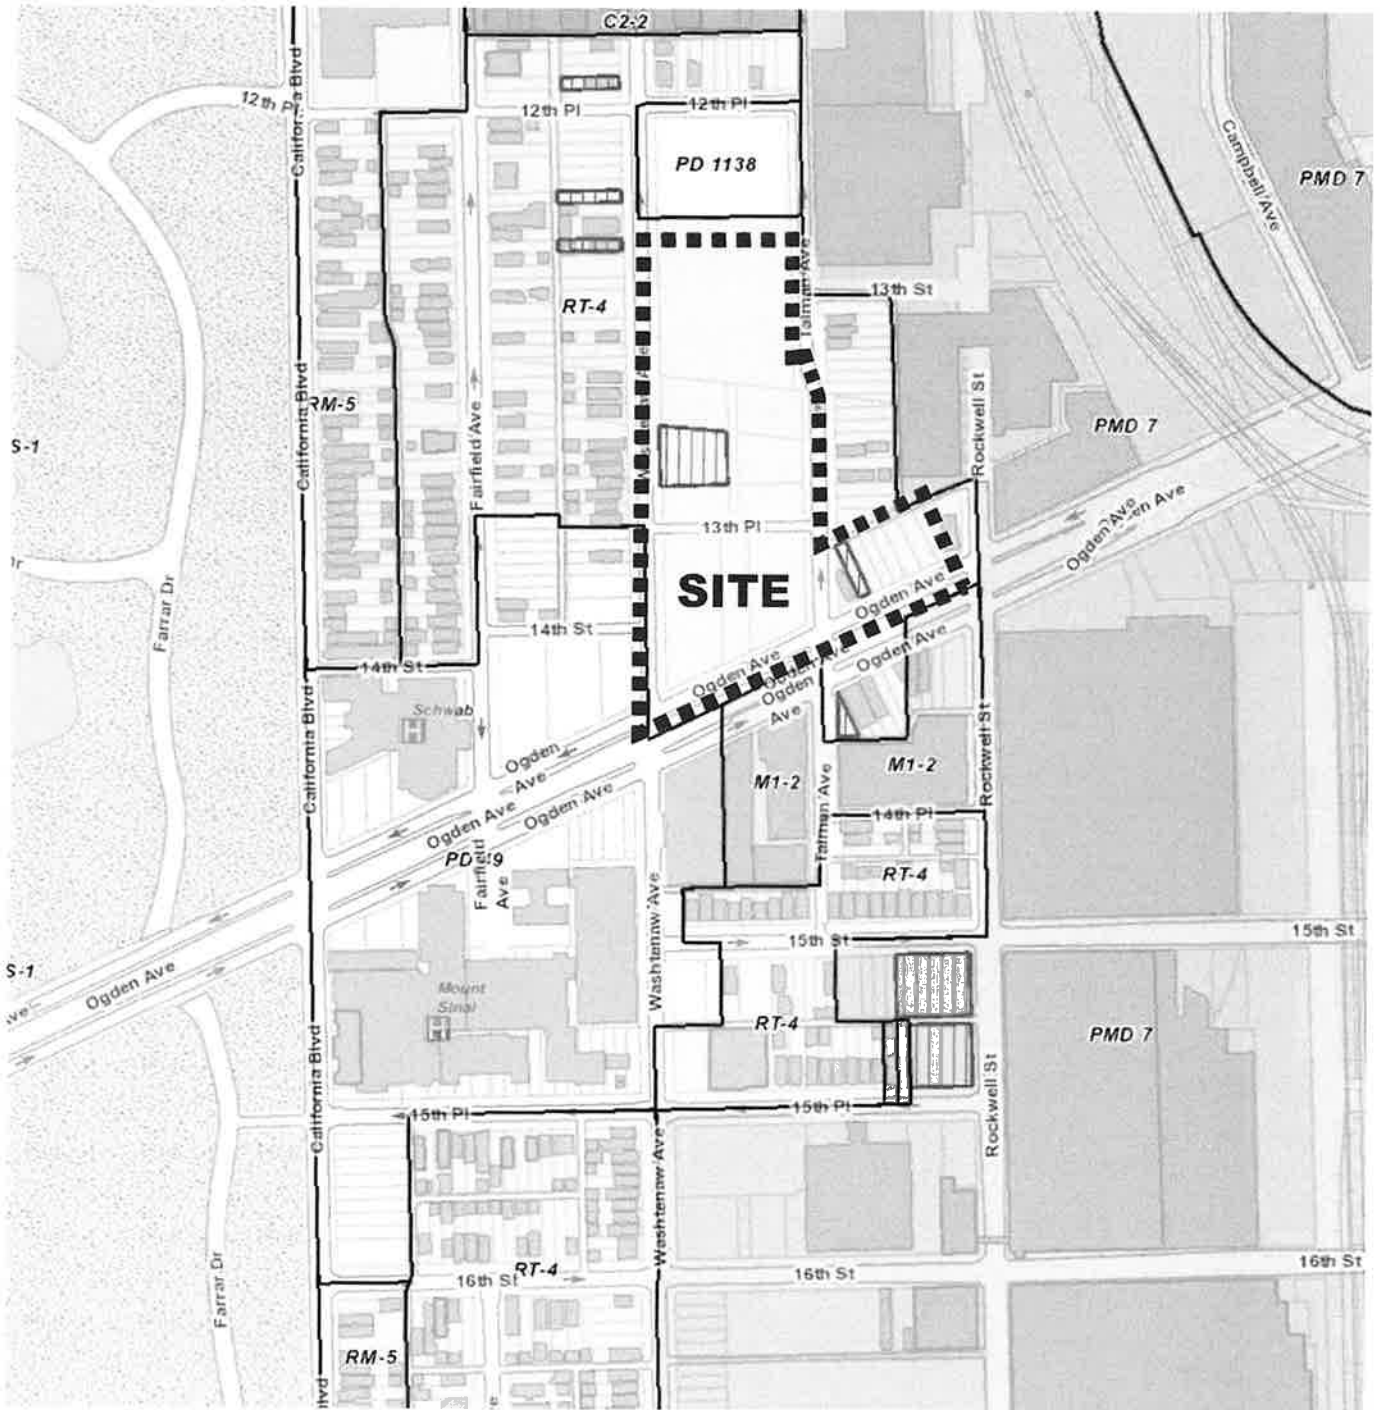 C2-2
California Blvd
12th Pl
12th Pl
12th Pl
PD 1138
Campbell Ave
PMD 7
Talman Ave
13th St
RT-4
California Blvd
RM-5
S-1
Fairfield Ave
Rockwell St
PMD 7
13th Pl
Ogden Ave
Ogden Ave
SITE
Ogden Ave
Farrar Dr
14th St
Ogden Ave
14th St
Ogden Ave
Ogden
Ave
Schwab
H
California Blvd
Ogden
Ave
Rockwell St
M1-2
M1-2
Talman Ave
Ogden Ave
Ogden Ave
14th Pl
Fairfield
Ave
RT-4
Washtenaw Ave
15th St
15th St
S-1
Ogden Ave
Mount
Sinai
H
RT-4
PMD 7
California Blvd
Rockwell St
15th Pl
15th Pl
Washtenaw Ave
Farrar Dr
RT-4
16th St
16th St
16th St
RM-5